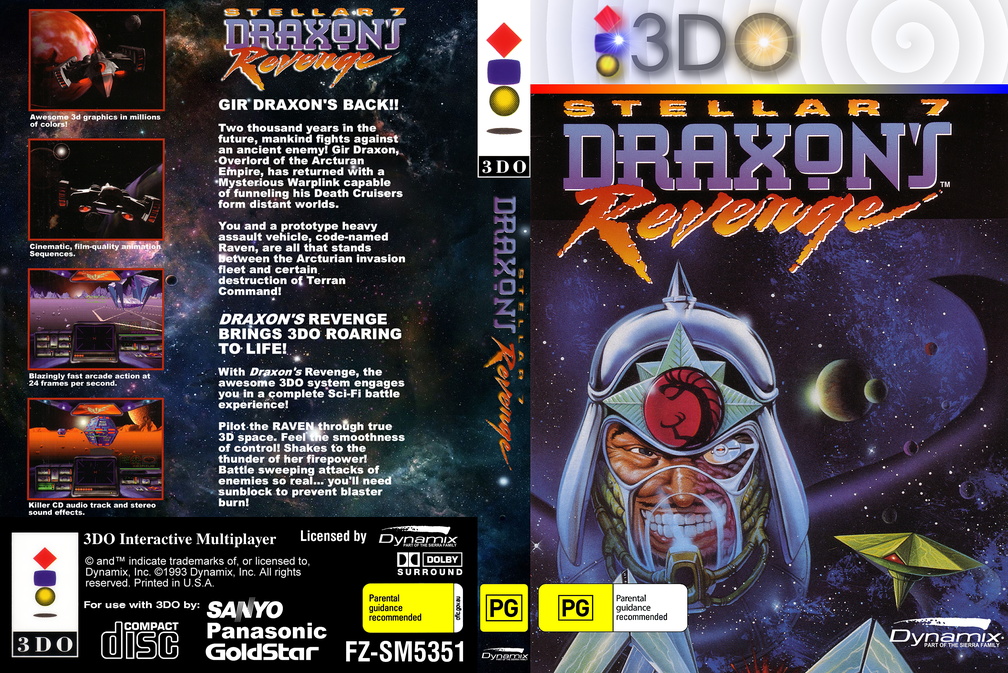 STELLAR 7
DRAXON'S
Revenge
Awesome 3d graphics in millions
of colors!
Cinematic, film-quality animation
Sequences.
Blazingly fast arcade action at
24 frames per second.
Killer CD audio track and stereo
sound effects.
GIR DRAXON'S BACK!!
Two thousand years in the
future, mankind fights against
an ancient enemy! Gir Draxon,
Overlord of the Arcturan
Empire, has returned with a
Mysterious Warplink capable
of funneling his Death Cruisers
form distant worlds.
You and a prototype heavy
assault vehicle, code-named
Raven, are all that stands
between the Arcturian invasion
fleet and certain
destruction of Terran
Command!
DRAXON'S REVENGE
BRINGS 3DO ROARING
TO LIFE!
With Draxon's Revenge, the
awesome 3DO system engages
you in a complete Sci-Fi battle
experience!
Pilot the RAVEN through true
3D space. Feel the smoothness
of control! Shakes to the
thunder of her firepower!
Battle sweeping attacks of
enemies so real... you'll need
sunblock to prevent blaster
burn!
3DO
3DO Interactive Multiplayer
© and™ indicate trademarks of, or licensed to,
Dynamix, Inc. ©1993 Dynamix, Inc. All rights
reserved. Printed in U.S.A.
For use with 3DO by:
COMPACT
disc
SANYO
Panasonic
GoldStar
Licensed by
Dynamix
PART OF THE SIERRA FAMILY
DOLBY
SURROUND
Parental
guidance
recommended
oflc.gov.au
FZ-SM5351
3DO
STELLAR 7
DRAXON'S
Revenge
PG
Dynamix
3DO
STELLAR 7
DRAXON'S™
Revenge
PG
Parental
guidance
recommended
Dynamix
PART OF THE SIERRA FAMILY